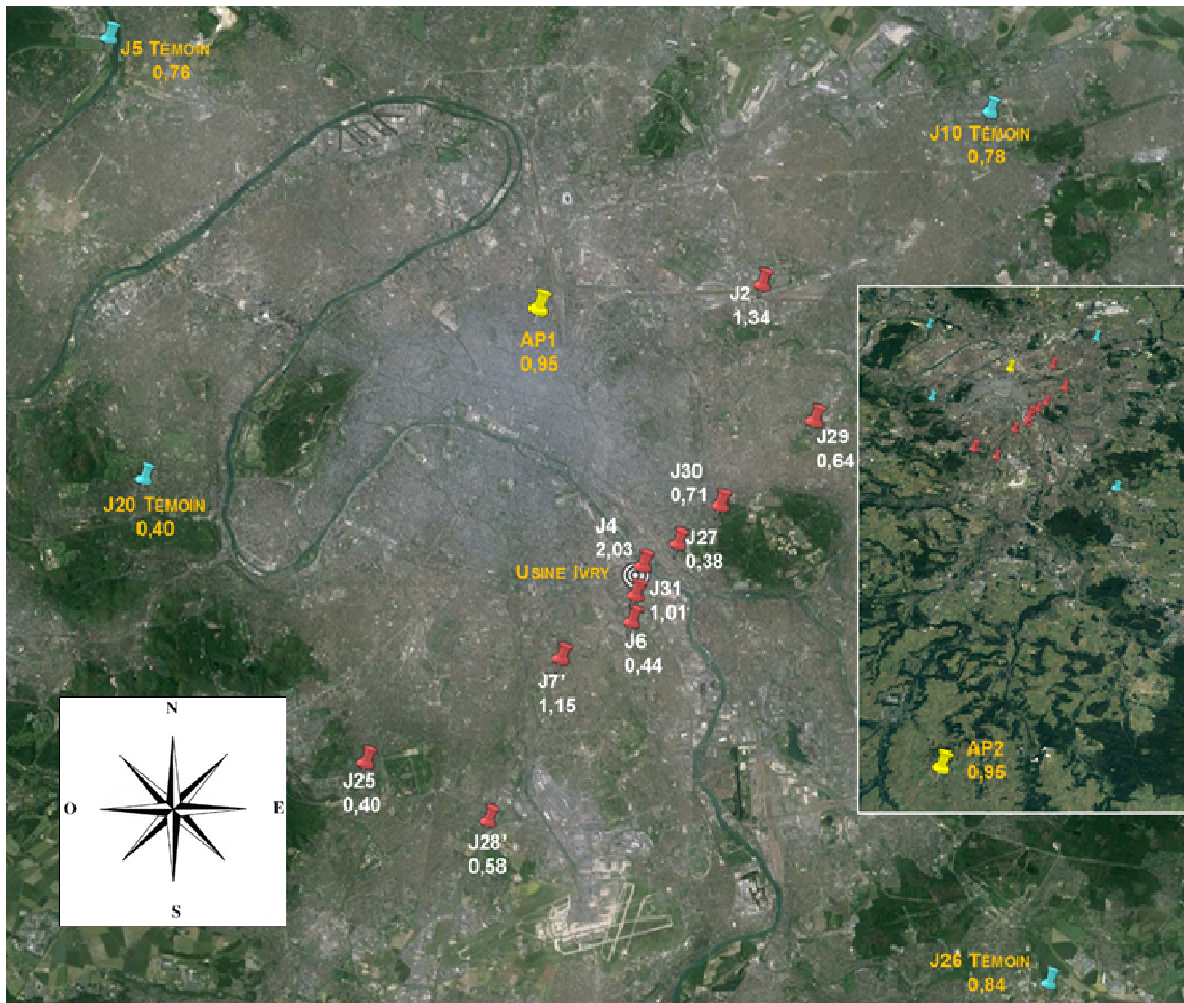 J5 TÉMOIN
0,76
J10 TÉMOIN
0,78
J2
1,34
AP1
0,95
J29
0,64
J30
0,71
J20 TÉMOIN
0,40
J4
2,03
J27
0,38
USINE IVRY
J31
1,01
J6
0,44
J7'
1,15
N
O
E
S
J25
0,40
J28'
0,58
AP2
0,95
J26 TÉMOIN
0,84